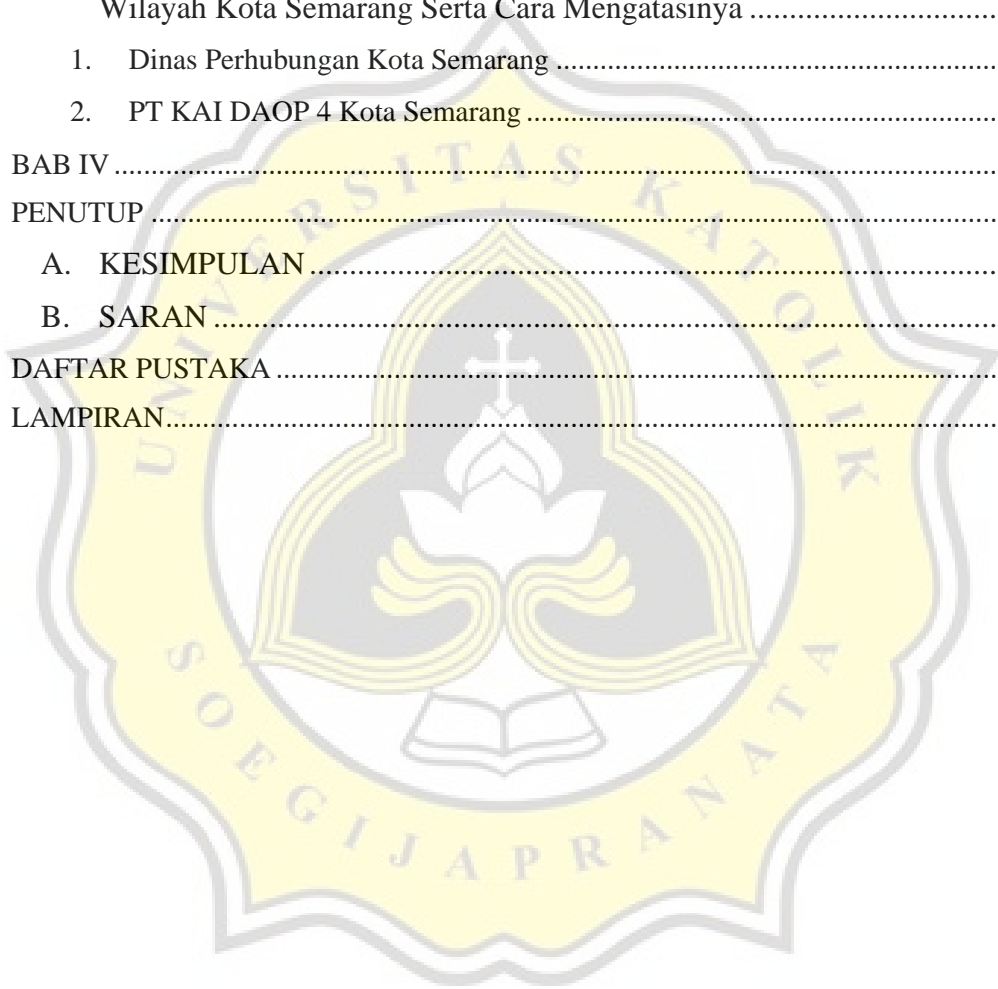 Wilayah Kota Semarang Serta Cara Mengatasinya ................................
1. Dinas Perhubungan Kota Semarang ................................
2. PT KAI DAOP 4 Kota Semarang ................................
BAB IV ................................
PENUTUP ................................
A. KESIMPULAN ................................
B. SARAN ................................
DAFTAR PUSTAKA ................................
LAMPIRAN ................................
UNIVERSITAS KATOLIK
SOEGIJAPRANATA